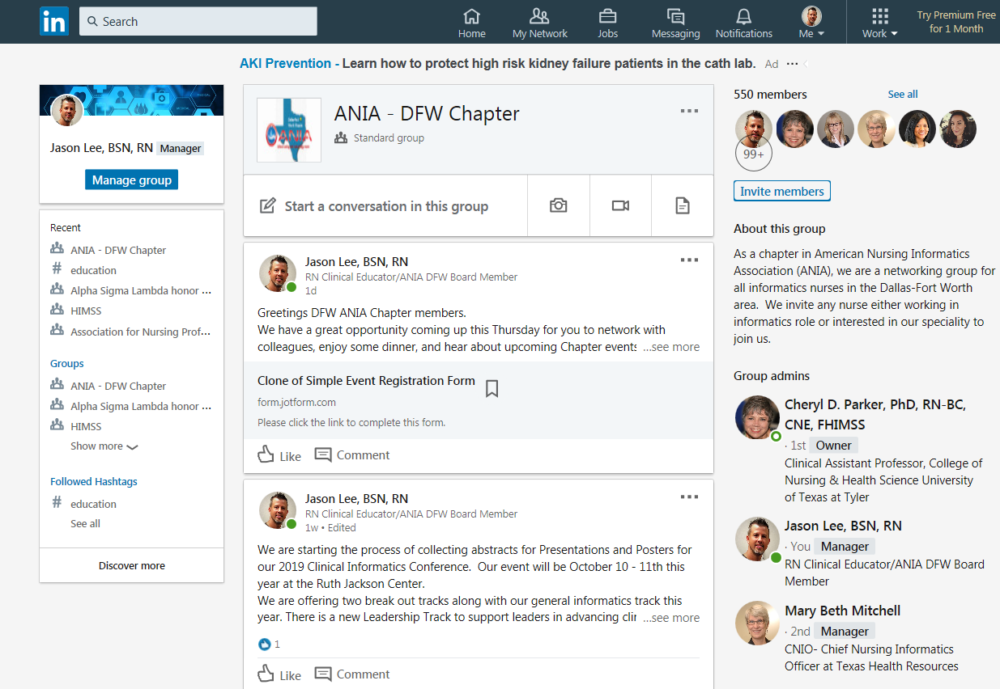 in
Search
Home
My Network
Jobs
Messaging
Notifications
Me
Work
Try Premium Free
for 1 Month
AKI Prevention - Learn how to protect high risk kidney failure patients in the cath lab. Ad ···
Jason Lee, BSN, RN Manager
Manage group
Recent
ANIA - DFW Chapter
# education
Alpha Sigma Lambda honor ...
HIMSS
Association for Nursing Prof...
Groups
ANIA - DFW Chapter
Alpha Sigma Lambda honor ...
HIMSS
Show more
Followed Hashtags
# education
See all
Discover more
ANIA
ANIA - DFW Chapter
Standard group
Start a conversation in this group
Jason Lee, BSN, RN
RN Clinical Educator/ANIA DFW Board Member
1d
Greetings DFW ANIA Chapter members.
We have a great opportunity coming up this Thursday for you to network with
colleagues, enjoy some dinner, and hear about upcoming Chapter events ...see more
Clone of Simple Event Registration Form
form.jotform.com
Please click the link to complete this form.
Like Comment
Jason Lee, BSN, RN
RN Clinical Educator/ANIA DFW Board Member
1w • Edited
We are starting the process of collecting abstracts for Presentations and Posters for
our 2019 Clinical Informatics Conference. Our event will be October 10 - 11th this
year at the Ruth Jackson Center.
We are offering two break out tracks along with our general informatics track this
year. There is a new Leadership Track to support leaders in advancing clir ...see more
1
Like Comment
550 members See all
99+
Invite members
About this group
As a chapter in American Nursing Informatics
Association (ANIA), we are a networking group for
all informatics nurses in the Dallas-Fort Worth
area. We invite any nurse either working in
informatics role or interested in our speciality to
join us.
Group admins
Cheryl D. Parker, PhD, RN-BC,
CNE, FHIMSS
· 1st Owner
Clinical Assistant Professor, College of
Nursing & Health Science University
of Texas at Tyler
Jason Lee, BSN, RN
· You Manager
RN Clinical Educator/ANIA DFW Board
Member
Mary Beth Mitchell
· 2nd Manager
CNIO- Chief Nursing Informatics
Officer at Texas Health Resources